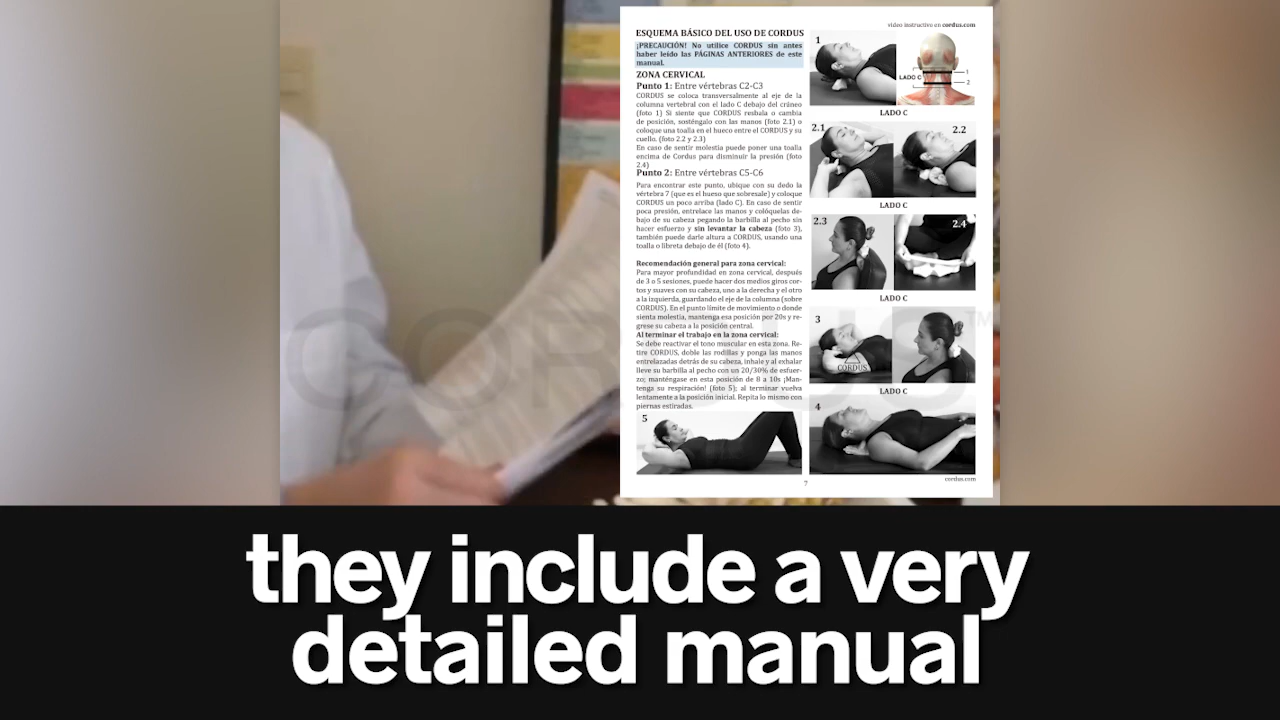 video instructivo en cordus.com
ESQUEMA BÁSICO DEL USO DE CORDUS
¡PRECAUCIÓN! No utilice CORDUS sin antes
haber leído las PÁGINAS ANTERIORES de este
manual.
ZONA CERVICAL
Punto 1: Entre vértebras C2-C3
CORDUS se coloca transversalmente al eje de la
columna vertebral con el lado C debajo del cráneo
(foto 1) Si siente que CORDUS resbala o cambia
de posición, sosténgalo con las manos (foto 2.1) o
coloque una toalla en el hueco entre el CORDUS y su
cuello. (foto 2.2 y 2.3)
En caso de sentir molestia puede poner una toalla
encima de Cordus para disminuir la presión (foto
2.4)
Punto 2: Entre vértebras C5-C6
Para encontrar este punto, ubique con su dedo la
vértebra 7 (que es el hueso que sobresale) y coloque
CORDUS un poco arriba (lado C). En caso de sentir
poca presión, entrelace las manos y colóquelas de-
bajo de su cabeza pegando la barbilla al pecho sin
hacer esfuerzo y sin levantar la cabeza (foto 3),
también puede darle altura a CORDUS, usando una
toalla o libreta debajo de él (foto 4).
Recomendación general para zona cervical:
Para mayor profundidad en zona cervical, después
de 3 o 5 sesiones, puede hacer dos medios giros cor-
tos y suaves con su cabeza, uno a la derecha y el otro
a la izquierda, guardando el eje de la columna (sobre
CORDUS). En el punto límite de movimiento o donde
sienta molestia, mantenga esa posición por 20s y re-
grese su cabeza a la posición central.
Al terminar el trabajo en la zona cervical:
Se debe reactivar el tono muscular en esta zona. Re-
tire CORDUS, doble las rodillas y ponga las manos
entrelazadas detrás de su cabeza, inhale y al exhalar
lleve su barbilla al pecho con un 20/30% de esfuer-
zo; manténgase en esta posición de 8 a 10s ¡Man-
tenga su respiración! (foto 5); al terminar vuelva
lentamente a la posición inicial. Repita lo mismo con
piernas estiradas.
5
1
LADO C
1
2
LADO C
2.1
2.2
LADO C
2.3
2.4
LADO C
3
CORDUS
LADO C
4
7
cordus.com
CORDUS™
they include a very
detailed manual